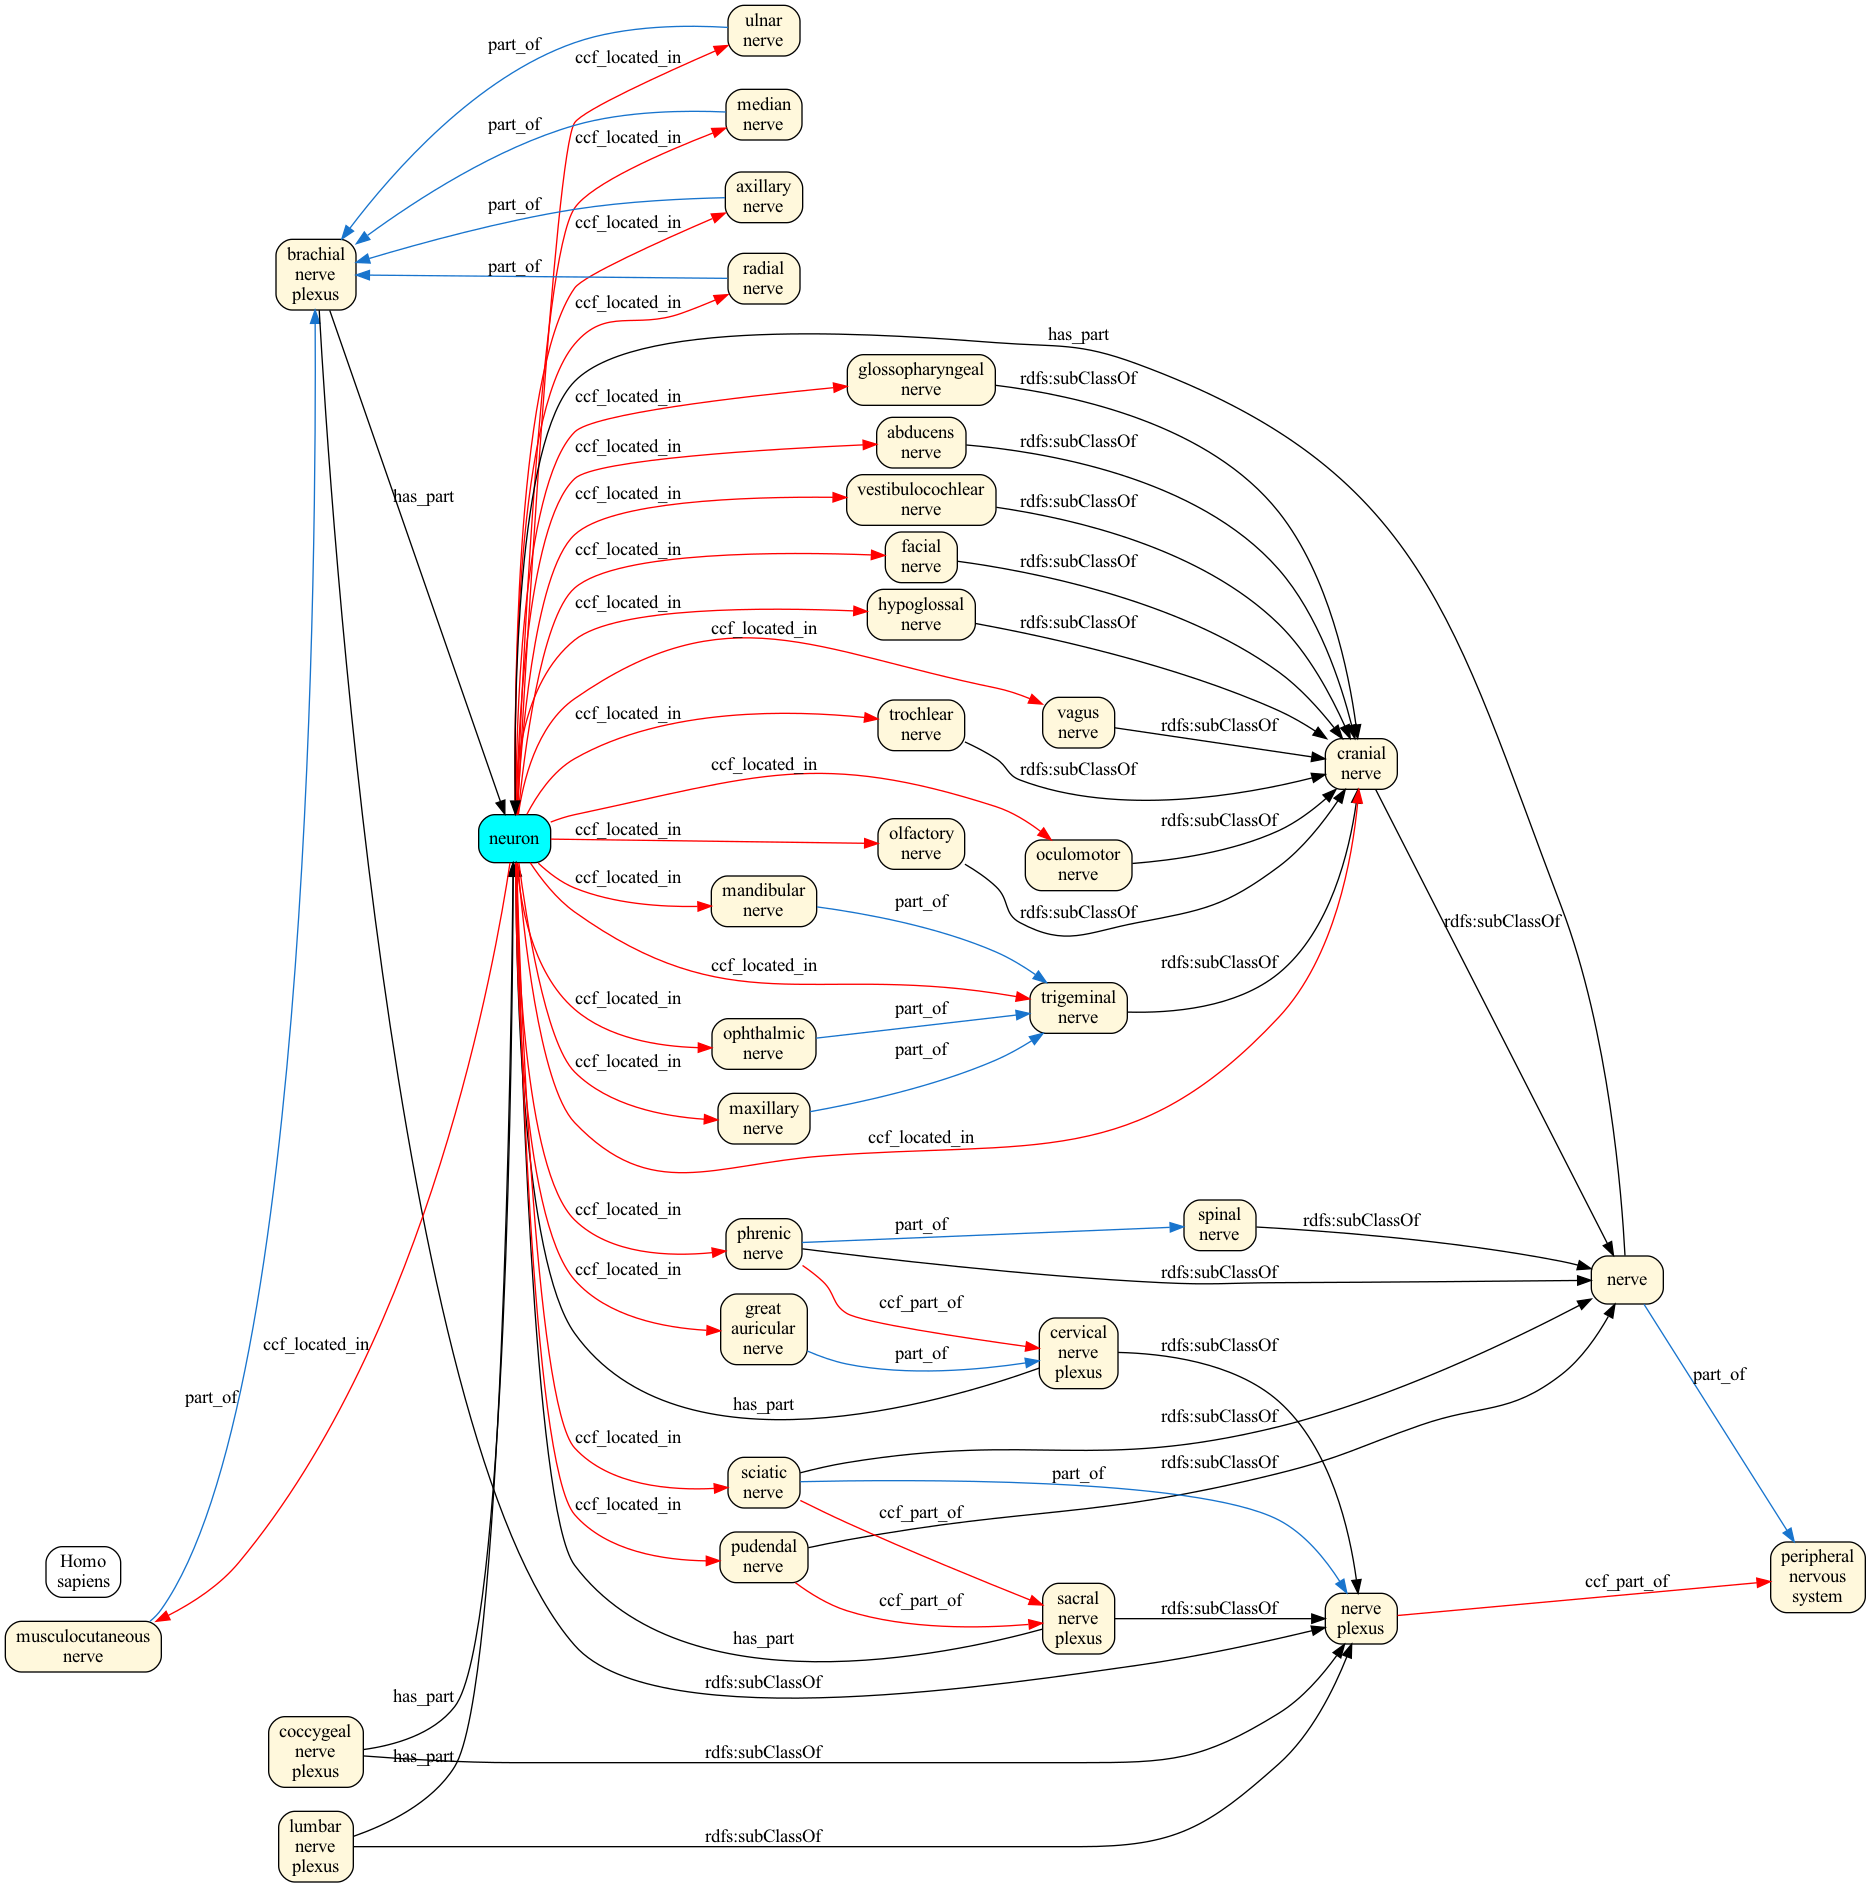 ulnar
nerve
part_of
ccf_located_in
median
nerve
part_of
ccf_located_in
axillary
nerve
part_of
ccf_located_in
brachial
nerve
plexus
radial
nerve
part_of
ccf_located_in
has_part
glossopharyngeal
nerve
rdfs:subClassOf
ccf_located_in
abducens
nerve
rdfs:subClassOf
ccf_located_in
vestibulocochlear
nerve
rdfs:subClassOf
ccf_located_in
has_part
facial
nerve
rdfs:subClassOf
ccf_located_in
hypoglossal
nerve
rdfs:subClassOf
ccf_located_in
ccf_located_in
vagus
nerve
rdfs:subClassOf
trochlear
nerve
ccf_located_in
rdfs:subClassOf
cranial
nerve
ccf_located_in
neuron
ccf_located_in
olfactory
nerve
rdfs:subClassOf
oculomotor
nerve
rdfs:subClassOf
ccf_located_in
mandibular
nerve
part_of
rdfs:subClassOf
ccf_located_in
rdfs:subClassOf
trigeminal
nerve
ccf_located_in
ophthalmic
nerve
part_of
ccf_located_in
part_of
maxillary
nerve
ccf_located_in
ccf_located_in
phrenic
nerve
part_of
spinal
nerve
rdfs:subClassOf
rdfs:subClassOf
nerve
ccf_located_in
great
auricular
nerve
ccf_part_of
part_of
cervical
nerve
plexus
rdfs:subClassOf
ccf_located_in
part_of
part_of
has_part
rdfs:subClassOf
ccf_located_in
sciatic
nerve
part_of
rdfs:subClassOf
ccf_located_in
ccf_part_of
pudendal
nerve
Homo
sapiens
peripheral
nervous
system
ccf_part_of
ccf_part_of
sacral
nerve
plexus
rdfs:subClassOf
nerve
plexus
musculocutaneous
nerve
has_part
rdfs:subClassOf
has_part
coccygeal
nerve
plexus
has_part
rdfs:subClassOf
lumbar
nerve
plexus
rdfs:subClassOf